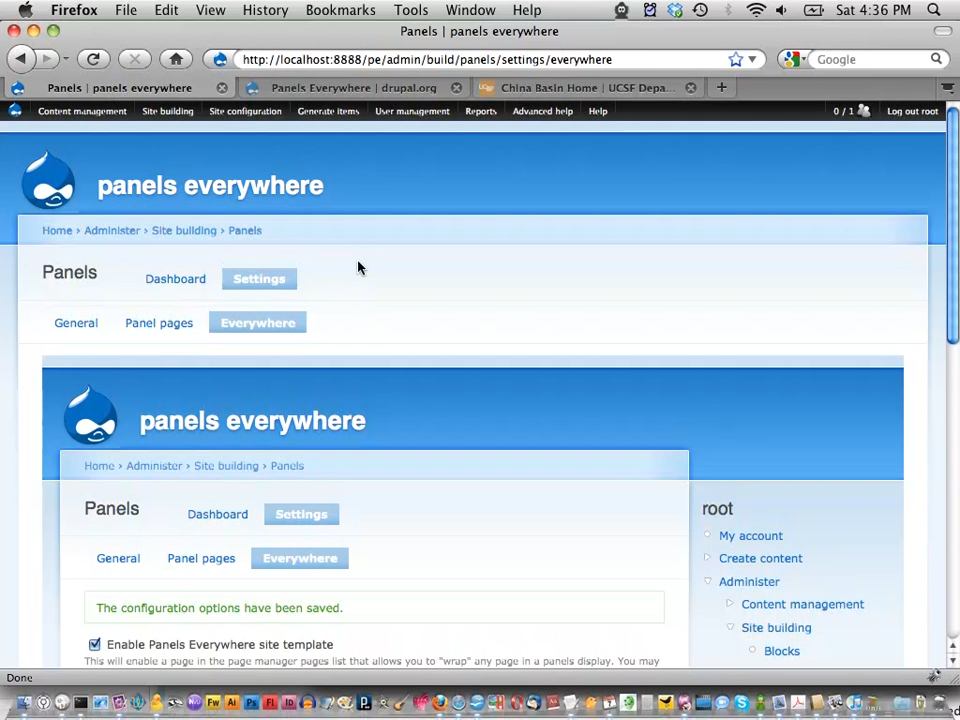 Firefox File Edit View History Bookmarks Tools Window Help Sat 4:36 PM
Panels | panels everywhere
http://localhost:8888/pe/admin/build/panels/settings/everywhere Google
Panels | panels everywhere Panels Everywhere | drupal.org China Basin Home | UCSF Depa...
Content management Site building Site configuration Generate items User management Reports Advanced help Help 0 / 1 Log out root
panels everywhere
Home › Administer › Site building › Panels
Panels Dashboard Settings
General Panel pages Everywhere
panels everywhere
Home › Administer › Site building › Panels
Panels Dashboard Settings
root
My account
General Panel pages Everywhere
Create content
Administer
Content management
The configuration options have been saved.
Site building
Enable Panels Everywhere site template
Blocks
This will enable a page in the page manager pages list that allows you to "wrap" any page in a panels display. You may
Done